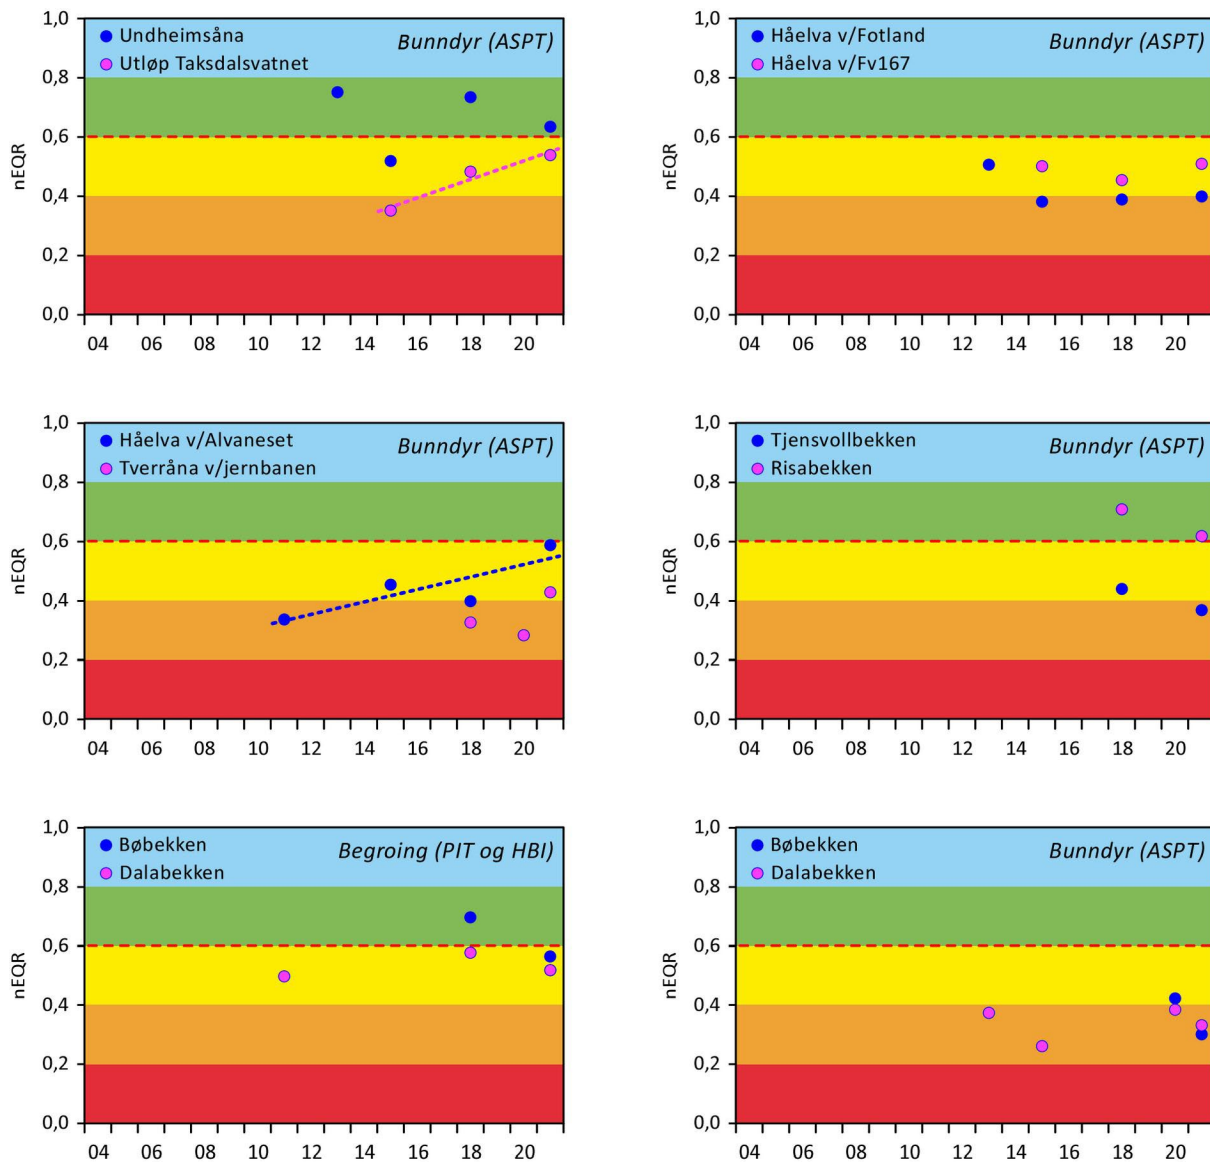 1,0
Undheimsåna
Bunndyr (ASPT)
Utløp Taksdalsvatnet
0,8
0,6
nEQR
0,4
0,2
0,0
04 06 08 10 12 14 16 18 20
1,0
Håelva v/Fotland
Bunndyr (ASPT)
Håelva v/Fv167
0,8
0,6
nEQR
0,4
0,2
0,0
04 06 08 10 12 14 16 18 20
1,0
Håelva v/Alvaneset
Bunndyr (ASPT)
Tverråna v/jernbanen
0,8
0,6
nEQR
0,4
0,2
0,0
04 06 08 10 12 14 16 18 20
1,0
Tjensvollbekken
Bunndyr (ASPT)
Risabekken
0,8
0,6
nEQR
0,4
0,2
0,0
04 06 08 10 12 14 16 18 20
1,0
Bøbekken
Begroing (PIT og HBI)
Dalabekken
0,8
0,6
nEQR
0,4
0,2
0,0
04 06 08 10 12 14 16 18 20
1,0
Bøbekken
Bunndyr (ASPT)
Dalabekken
0,8
0,6
nEQR
0,4
0,2
0,0
04 06 08 10 12 14 16 18 20